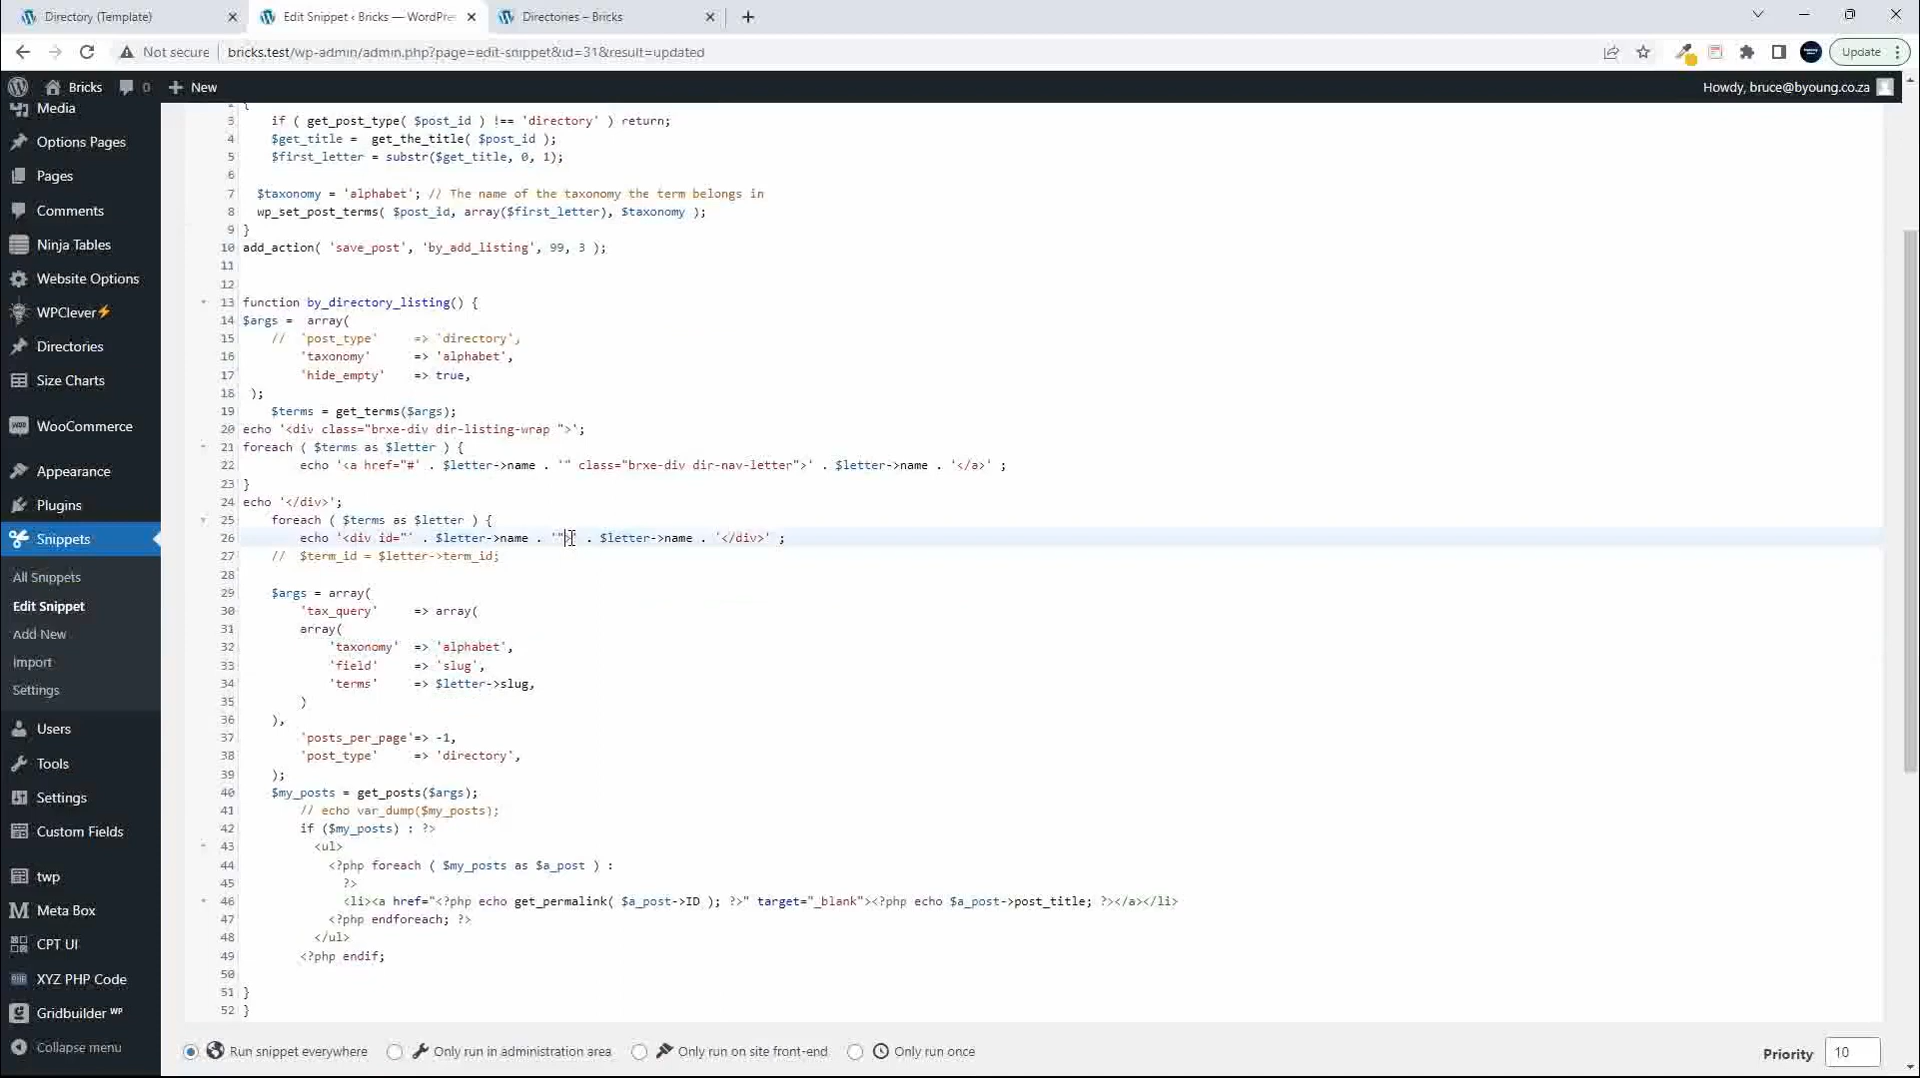 Directory (Template)
Edit Snippet ‹ Bricks — WordPre
Directories – Bricks
Not secure
bricks.test/wp-admin/admin.php?page=edit-snippet&id=31&result=updated
Update
Bricks
0
New
Howdy, bruce@byoung.co.za
Media
Options Pages
Pages
Comments
Ninja Tables
Website Options
WPClever⚡
Directories
Size Charts
WooCommerce
Appearance
Plugins
Snippets
All Snippets
Edit Snippet
Add New
Import
Settings
Users
Tools
Settings
Custom Fields
twp
Meta Box
CPT UI
XYZ PHP Code
Gridbuilder ᵂᴾ
Collapse menu
2 {
3 if ( get_post_type( $post_id ) !== 'directory' ) return;
4 $get_title = get_the_title( $post_id );
5 $first_letter = substr($get_title, 0, 1);
6
7 $taxonomy = 'alphabet'; // The name of the taxonomy the term belongs in
8 wp_set_post_terms( $post_id, array($first_letter), $taxonomy );
9 }
10 add_action( 'save_post', 'by_add_listing', 99, 3 );
11
12
13 function by_directory_listing() {
14 $args = array(
15 // 'post_type' => 'directory',
16 'taxonomy' => 'alphabet',
17 'hide_empty' => true,
18 );
19 $terms = get_terms($args);
20 echo '<div class="brxe-div dir-listing-wrap ">';
21 foreach ( $terms as $letter ) {
22 echo '<a href="#' . $letter->name . '" class="brxe-div dir-nav-letter">' . $letter->name . '</a>' ;
23 }
24 echo '</div>';
25 foreach ( $terms as $letter ) {
26 echo '<div id="' . $letter->name . '">' . $letter->name . '</div>' ;
27 // $term_id = $letter->term_id;
28
29 $args = array(
30 'tax_query' => array(
31 array(
32 'taxonomy' => 'alphabet',
33 'field' => 'slug',
34 'terms' => $letter->slug,
35 )
36 ),
37 'posts_per_page'=> -1,
38 'post_type' => 'directory',
39 );
40 $my_posts = get_posts($args);
41 // echo var_dump($my_posts);
42 if ($my_posts) : ?>
43 <ul>
44 <?php foreach ( $my_posts as $a_post ) :
45 ?>
46 <li><a href="<?php echo get_permalink( $a_post->ID ); ?>" target="_blank"><?php echo $a_post->post_title; ?></a></li>
47 <?php endforeach; ?>
48 </ul>
49 <?php endif;
50
51 }
52 }
Run snippet everywhere
Only run in administration area
Only run on site front-end
Only run once
Priority
10